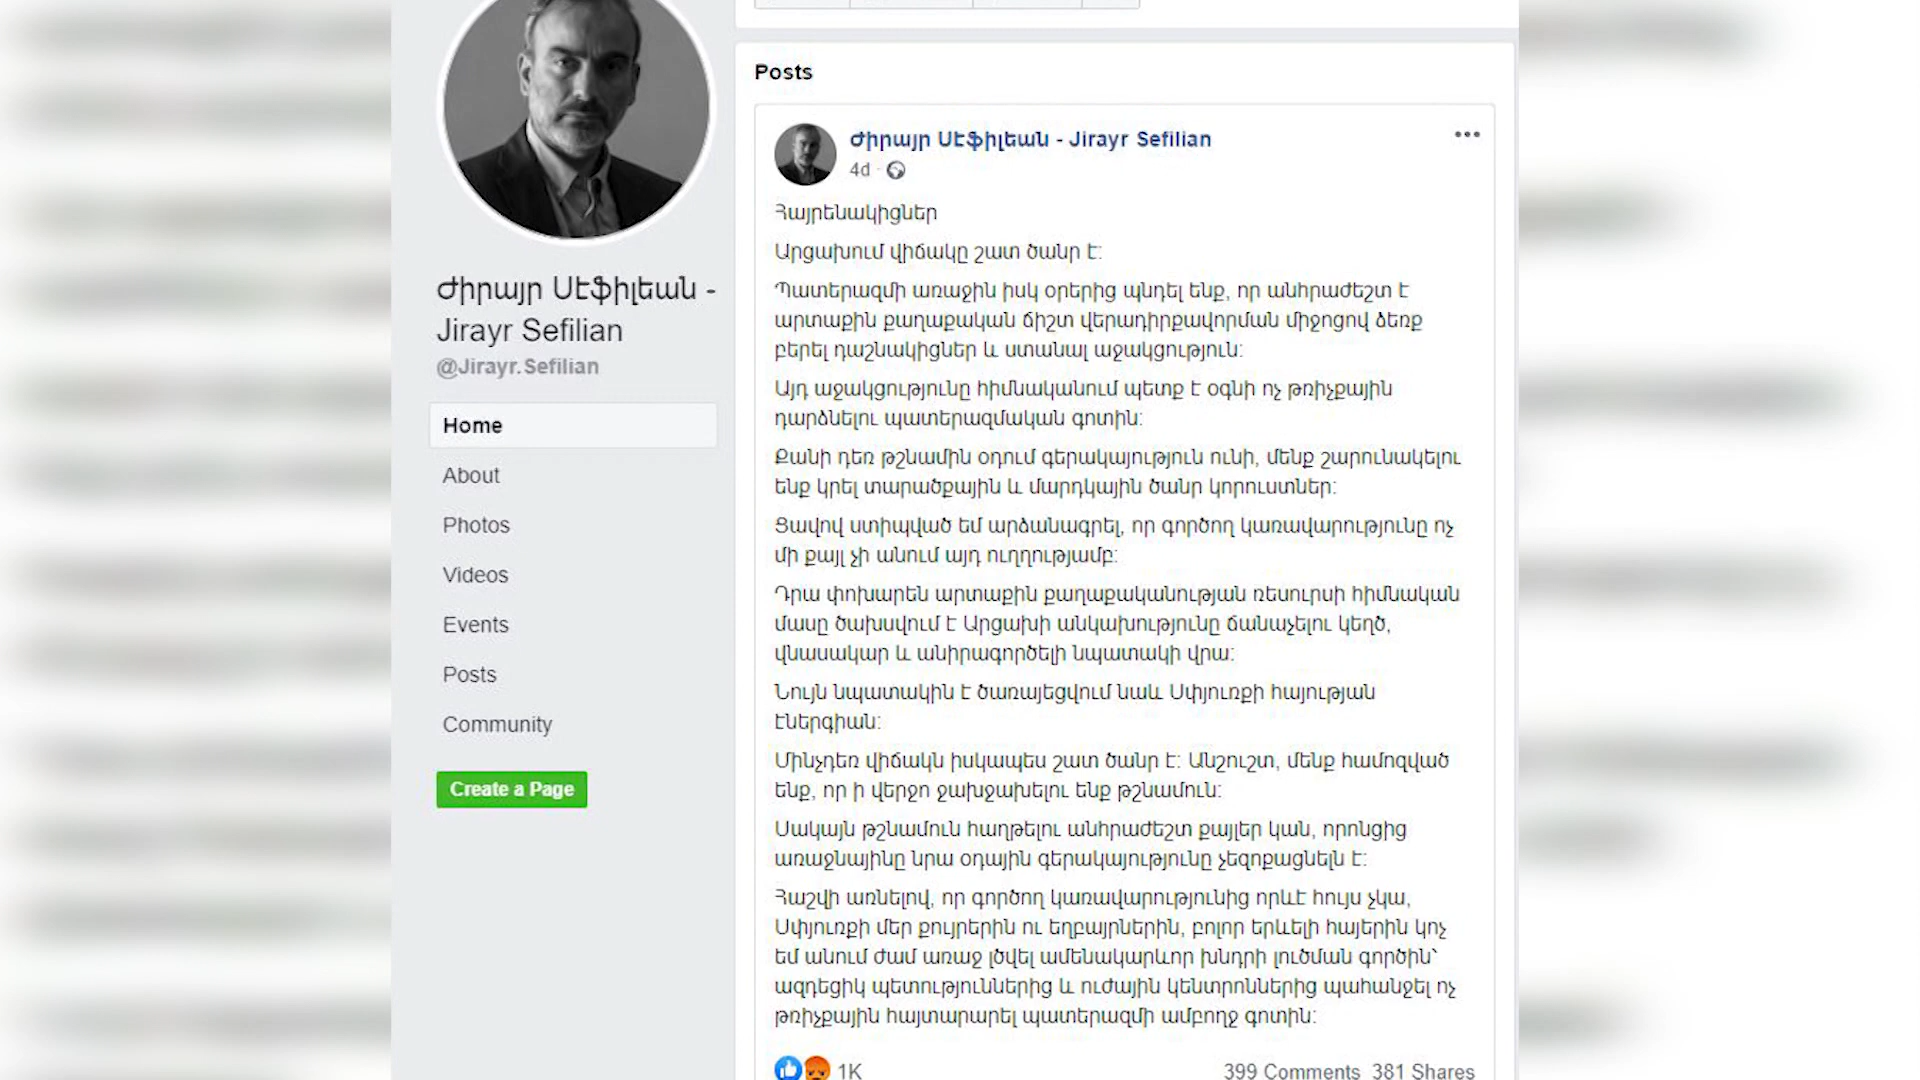 Ժիրայր Սէֆիլեան -
Jirayr Sefilian
@Jirayr.Sefilian
Home
About
Photos
Videos
Events
Posts
Community
Create a Page
Posts
Ժիրայր Սէֆիլեան - Jirayr Sefilian
4d ·
Հայրենակիցներ
Արցախում վիճակը շատ ծանր է:
Պատերազմի առաջին իսկ օրերից պնդել ենք, որ անհրաժեշտ է
արտաքին քաղաքական ճիշտ վերադիրքավորման միջոցով ձեռք
բերել դաշնակիցներ և ստանալ աջակցություն:
Այդ աջակցությունը հիմնականում պետք է օգնի ոչ թռիչքային
դարձնելու պատերազմական գոտին:
Քանի դեռ թշնամին օդում գերակայություն ունի, մենք շարունակելու
ենք կրել տարածքային և մարդկային ծանր կորուստներ:
Ցավով ստիպված եմ արձանագրել, որ գործող կառավարությունը ոչ
մի քայլ չի անում այդ ուղղությամբ:
Դրա փոխարեն արտաքին քաղաքականության ռեսուրսի հիմնական
մասը ծախսվում է Արցախի անկախությունը ճանաչելու կեղծ,
վնասակար և անիրագործելի նպատակի վրա:
Նույն նպատակին է ծառայեցվում նաև Սփյուռքի հայության
էներգիան:
Մինչդեռ վիճակն իսկապես շատ ծանր է: Անշուշտ, մենք համոզված
ենք, որ ի վերջո ջախջախելու ենք թշնամուն:
Սակայն թշնամուն հաղթելու անհրաժեշտ քայլեր կան, որոնցից
առաջնայինը նրա օդային գերակայությունը չեզոքացնելն է:
Հաշվի առնելով, որ գործող կառավարությունից որևէ հույս չկա,
Սփյուռքի մեր քույրերին ու եղբայրներին, բոլոր երևելի հայերին կոչ
եմ անում ժամ առաջ լծվել ամենակարևոր խնդրի լուծման գործին՝
ազդեցիկ պետություններից և ուժային կենտրոններից պահանջել ոչ
թռիչքային հայտարարել պատերազմի ամբողջ գոտին:
1K
399 Comments 381 Shares